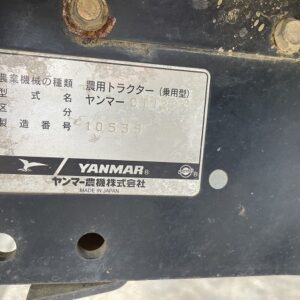 農業機械の種類 農用トラクター(乗用型)
型式名 ヤンマー
区分
製造番号 10535
YANMAR®
ヤンマー農機株式会社
MADE IN JAPAN